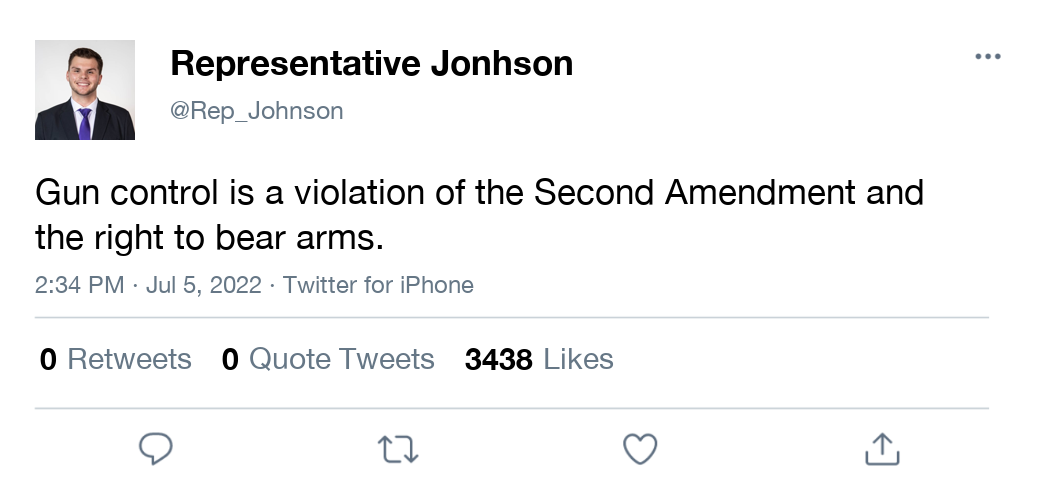 Representative Jonhson
@Rep_Johnson
Gun control is a violation of the Second Amendment and
the right to bear arms.
2:34 PM · Jul 5, 2022 · Twitter for iPhone
0 Retweets 0 Quote Tweets 3438 Likes